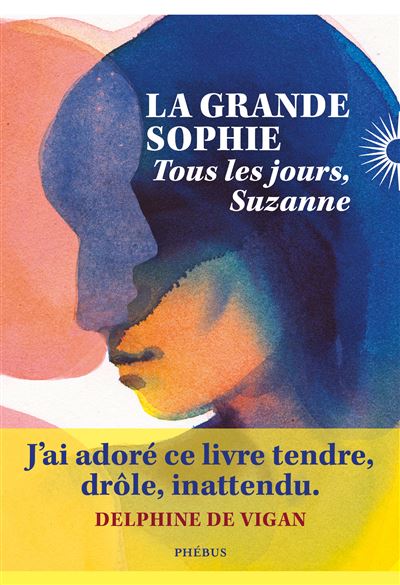 LA GRANDE
SOPHIE
Tous les jours,
Suzanne
J’ai adoré ce livre tendre,
drôle, inattendu.
DELPHINE DE VIGAN
PHÉBUS